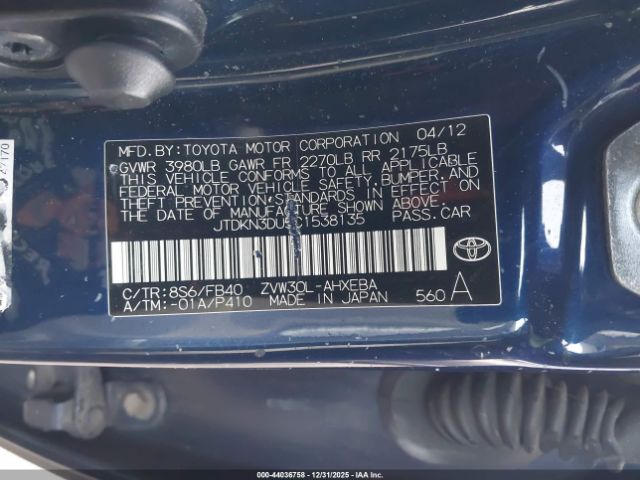 MFD. BY: TOYOTA MOTOR CORPORATION 04/12
GVWR 3980LB GAWR FR 2270LB RR 2175LB
THIS VEHICLE CONFORMS TO ALL APPLICABLE
FEDERAL MOTOR VEHICLE SAFETY, BUMPER, AND
THEFT PREVENTION STANDARDS IN EFFECT ON
THE DATE OF MANUFACTURE SHOWN ABOVE.
PASS. CAR
C/TR: 8S6/FB40 ZVW30L-AHXEBA
A/TM: -01A/P410 MADE IN JAPAN 560 A
TOYOTA
000-44036758 - 12/31/2025 - IAA Inc.